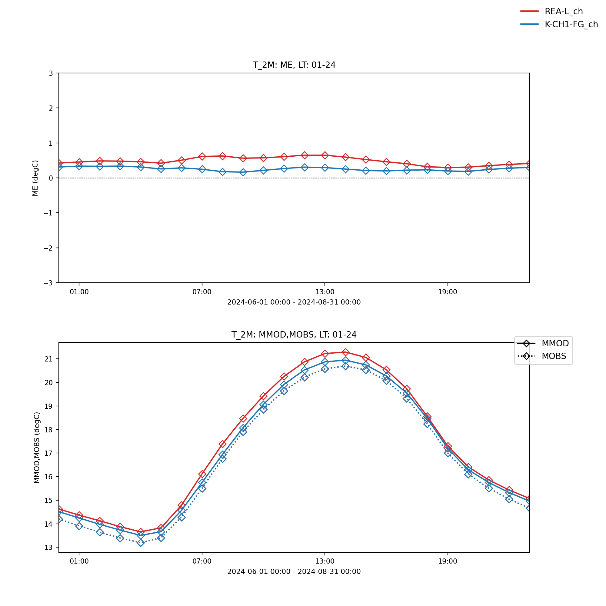 REA-L_ch
K-CH1-FG_ch
T_2M: ME, LT: 01-24
3
2
1
0
−1
−2
−3
ME (degC)
01:00 07:00 13:00 19:00
2024-06-01 00:00 - 2024-08-31 00:00
T_2M: MMOD,MOBS, LT: 01-24
MMOD
MOBS
21
20
19
18
17
16
15
14
13
MMOD,MOBS (degC)
01:00 07:00 13:00 19:00
2024-06-01 00:00 - 2024-08-31 00:00